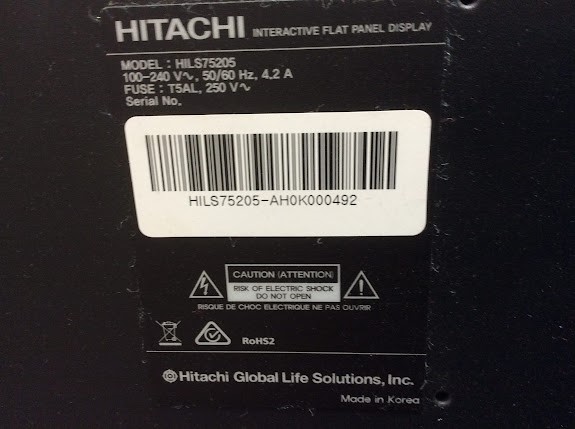 HITACHI INTERACTIVE FLAT PANEL DISPLAY
MODEL : HILS75205
100-240 V∿, 50/60 Hz, 4.2 A
FUSE : T5AL, 250 V∿
Serial No.
HILS75205-AH0K000492
CAUTION (ATTENTION)
RISK OF ELECTRIC SHOCK
DO NOT OPEN
RISQUE DE CHOC ELECTRIQUE NE PAS OUVRIR
RoHS2
Hitachi Global Life Solutions, Inc.
Made in Korea